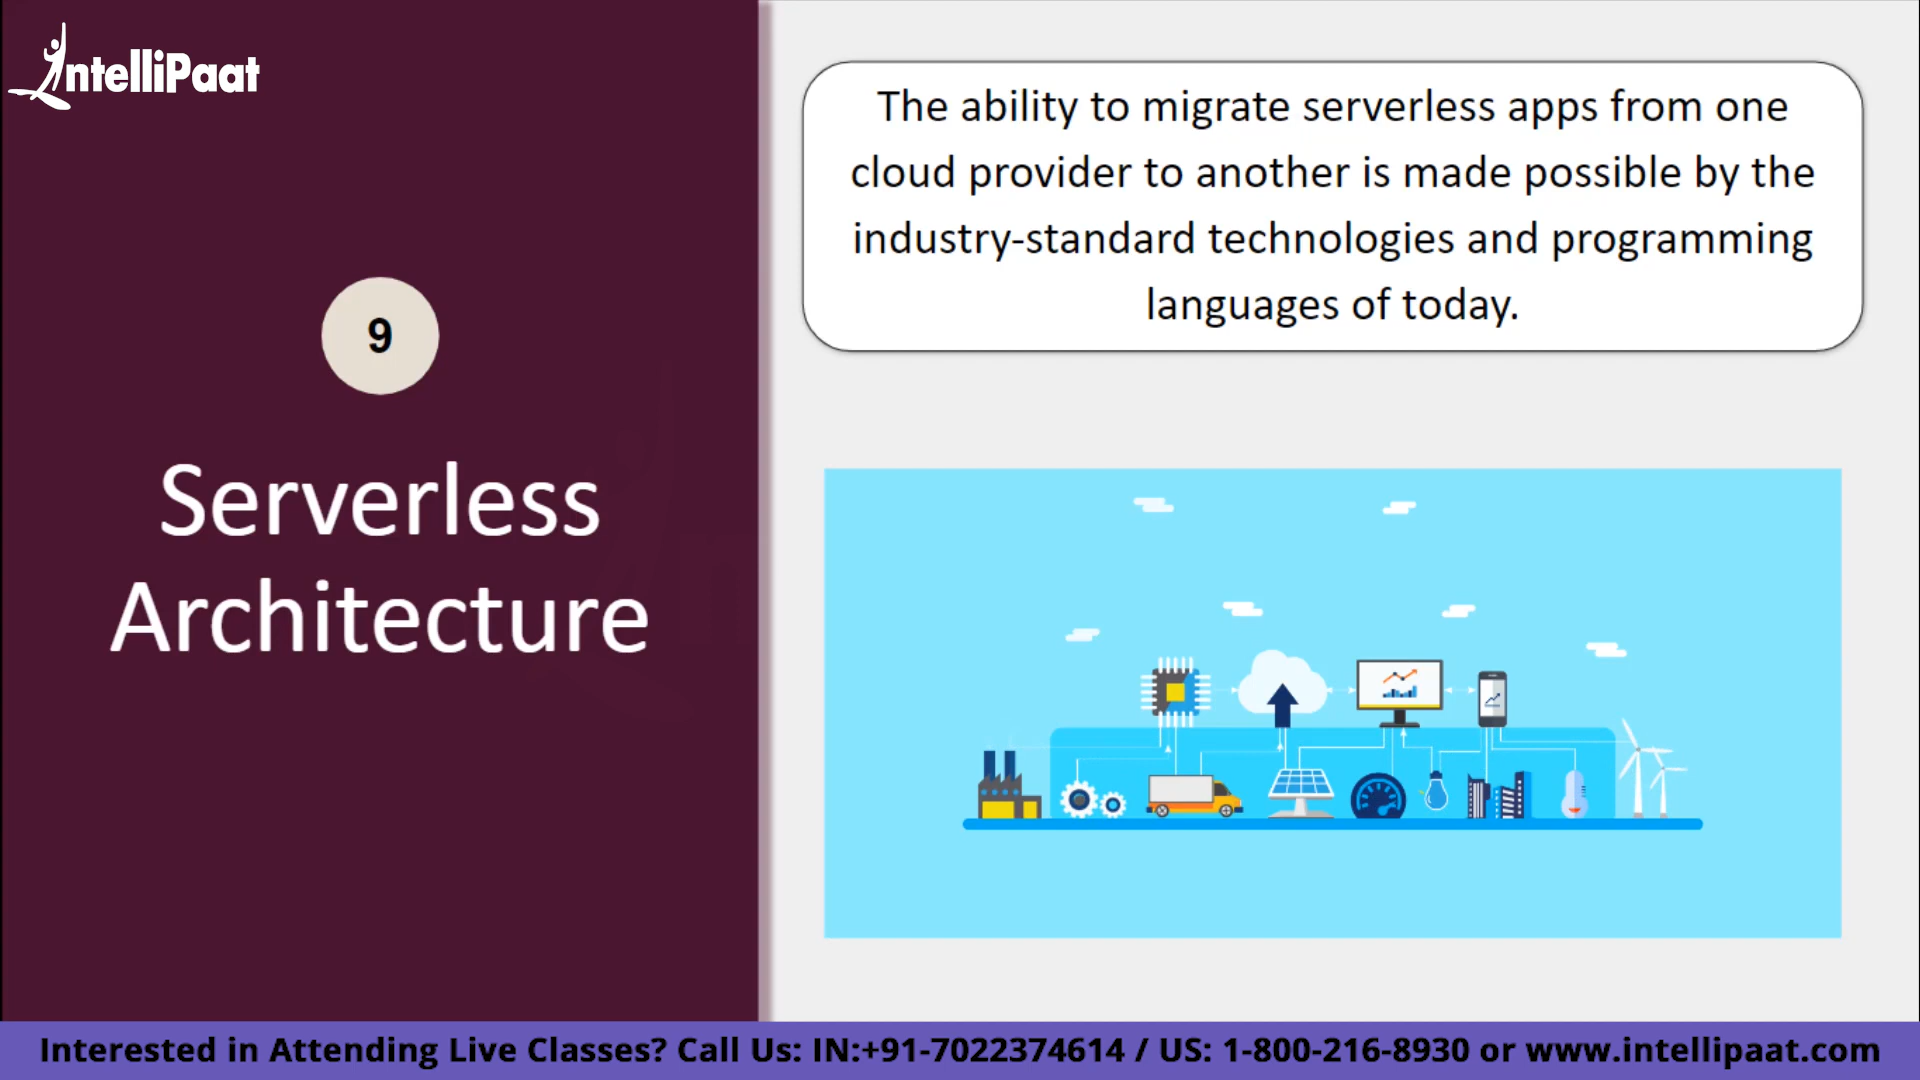 IntelliPaat
9
Serverless
Architecture
The ability to migrate serverless apps from one
cloud provider to another is made possible by the
industry-standard technologies and programming
languages of today.
Interested in Attending Live Classes? Call Us: IN:+91-7022374614 / US: 1-800-216-8930 or www.intellipaat.com